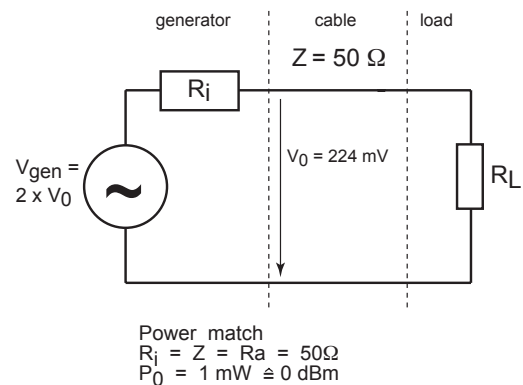 generator cable load
Z = 50 Ω
Ri
Vgen =
2 x V0
V0 = 224 mV
RL
Power match
Ri = Z = Ra = 50Ω
P0 = 1 mW ≙ 0 dBm